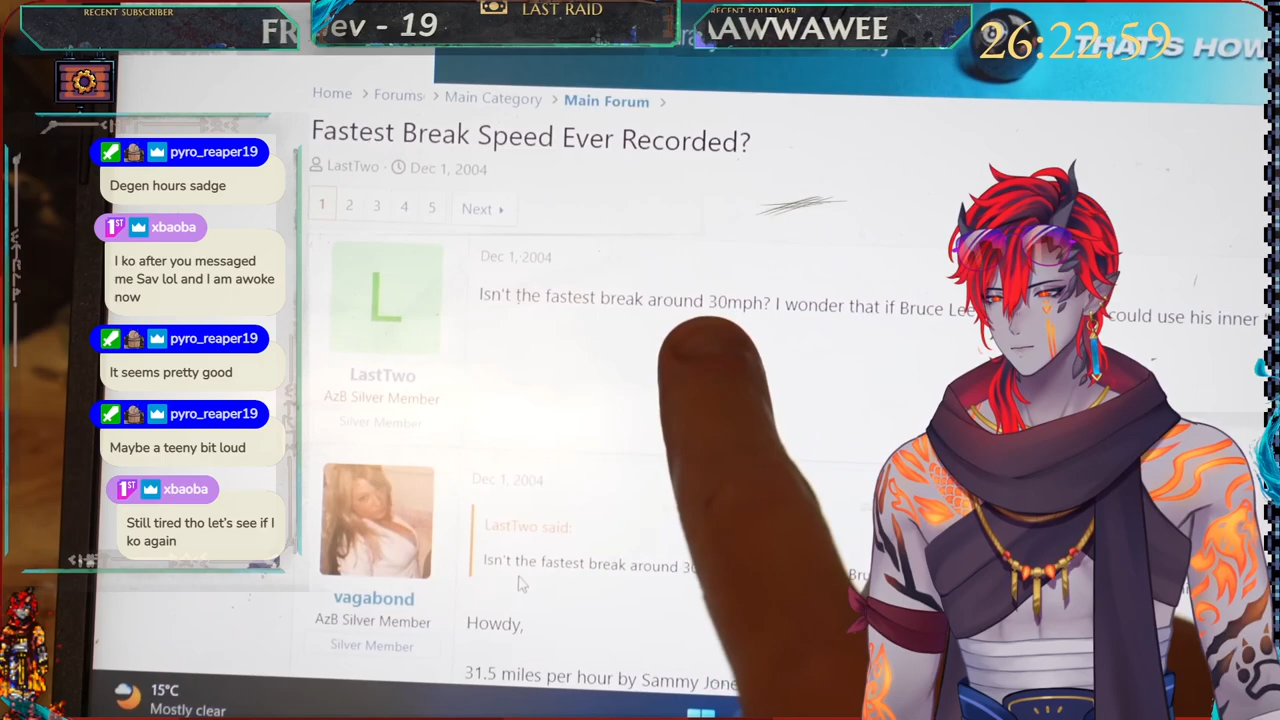 RECENT SUBSCRIBER
FR
ev - 19
LAST RAID
RECENT FOLLOWER
AWWAWEE
26:22:59
THAT'S HOW
Home > Forums > Main Category > Main Forum >
Fastest Break Speed Ever Recorded?
LastTwo · Dec 1, 2004
1 2 3 4 5 Next
Dec 1, 2004
Isn't the fastest break around 30mph? I wonder that if Bruce Lee could use his inner
L
LastTwo
AzB Silver Member
Silver Member
Dec 1, 2004
LastTwo said:
Isn't the fastest break around 30
vagabond
AzB Silver Member
Silver Member
Howdy,
31.5 miles per hour by Sammy Jone
15°C
Mostly clear
pyro_reaper19
Degen hours sadge
xbaoba
I ko after you messaged
me Sav lol and I am awoke
now
pyro_reaper19
It seems pretty good
pyro_reaper19
Maybe a teeny bit loud
1ST xbaoba
Still tired tho let's see if I
ko again